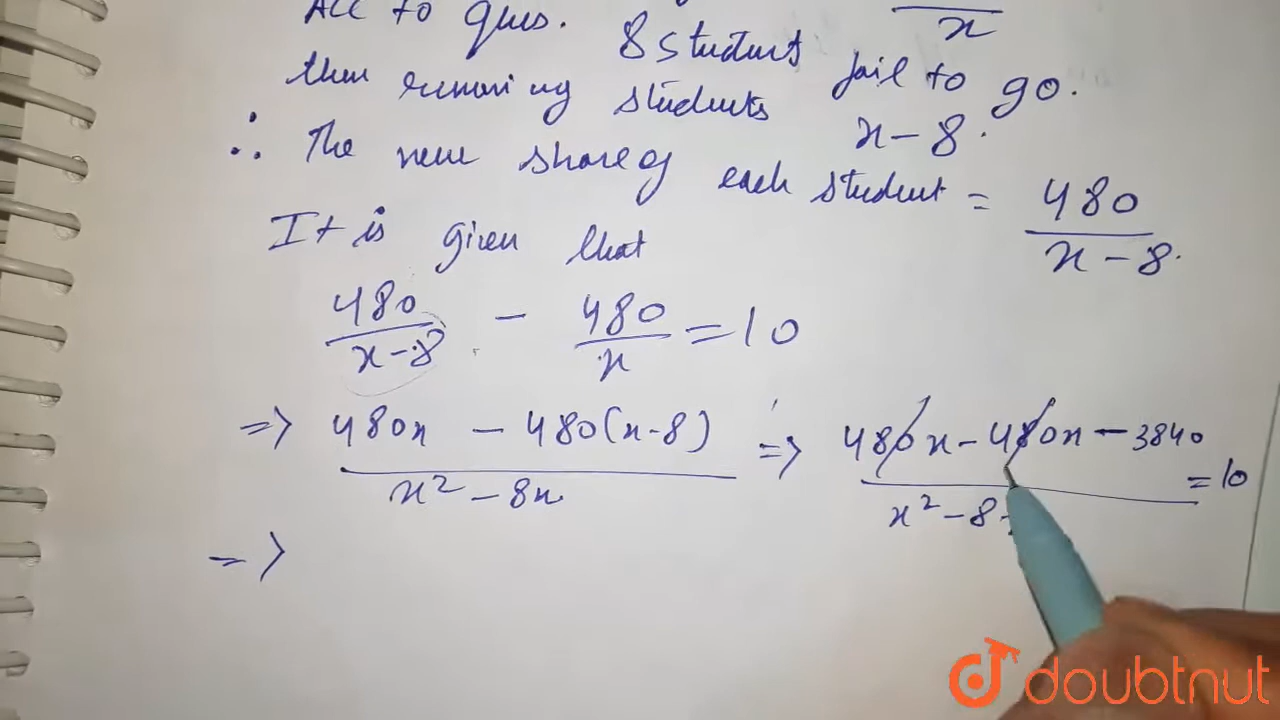 Acc to ques. 8 students fail to go.
x
then remaining students x-8.
∴ The new share of each student = 480/x-8.
It is given that
480/x-8 - 480/x = 10
=> 480x - 480(x-8)/x² - 8x => 480x - 480x - 3840/x² - 8 = 10
=>
doubtnut